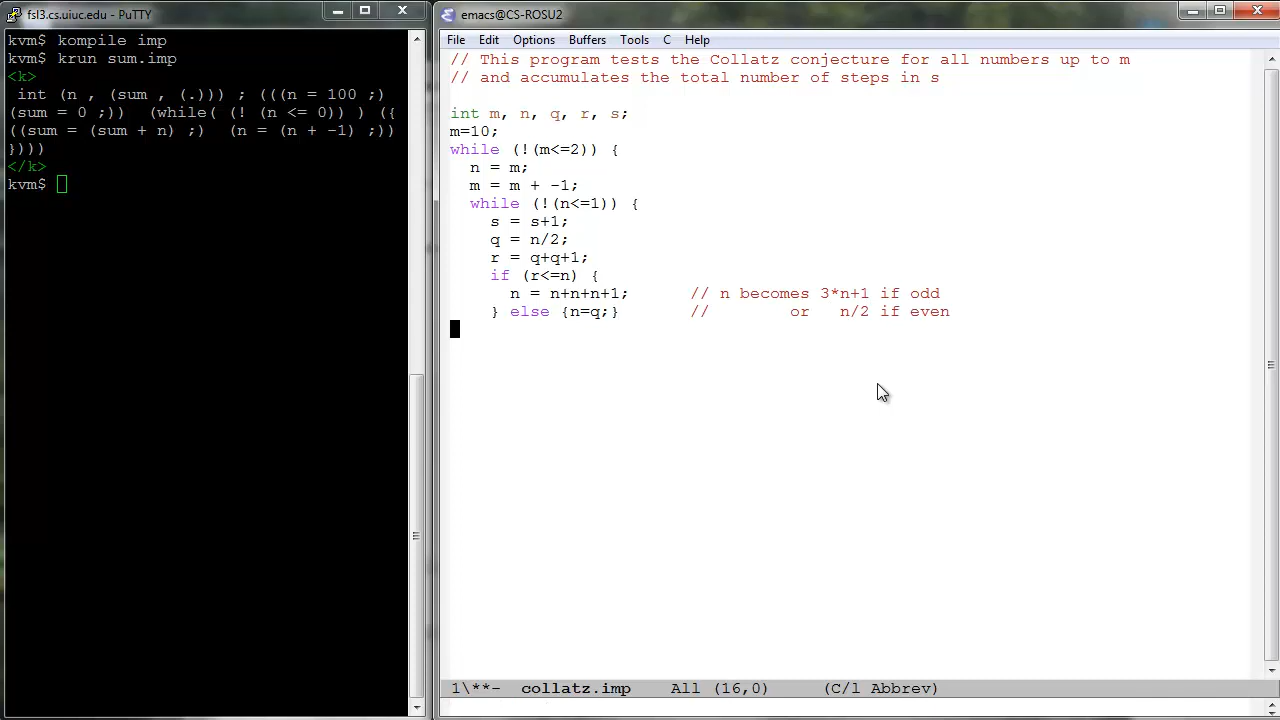 fsl3.cs.uiuc.edu - PuTTY
kvm$ kompile imp
kvm$ krun sum.imp
<k>
 int (n , (sum , (.))) ; (((n = 100 ;)
(sum = 0 ;))  (while( (! (n <= 0)) ) ({
((sum = (sum + n) ;)  (n = (n + -1) ;))
})))
</k>
kvm$
emacs@CS-ROSU2
File Edit Options Buffers Tools C Help
// This program tests the Collatz conjecture for all numbers up to m
// and accumulates the total number of steps in s
int m, n, q, r, s;
m=10;
while (!(m<=2)) {
  n = m;
  m = m + -1;
  while (!(n<=1)) {
    s = s+1;
    q = n/2;
    r = q+q+1;
    if (r<=n) {
      n = n+n+n+1;      // n becomes 3*n+1 if odd
    } else {n=q;}       //        or   n/2 if even
1\**-  collatz.imp    All (16,0)     (C/l Abbrev)